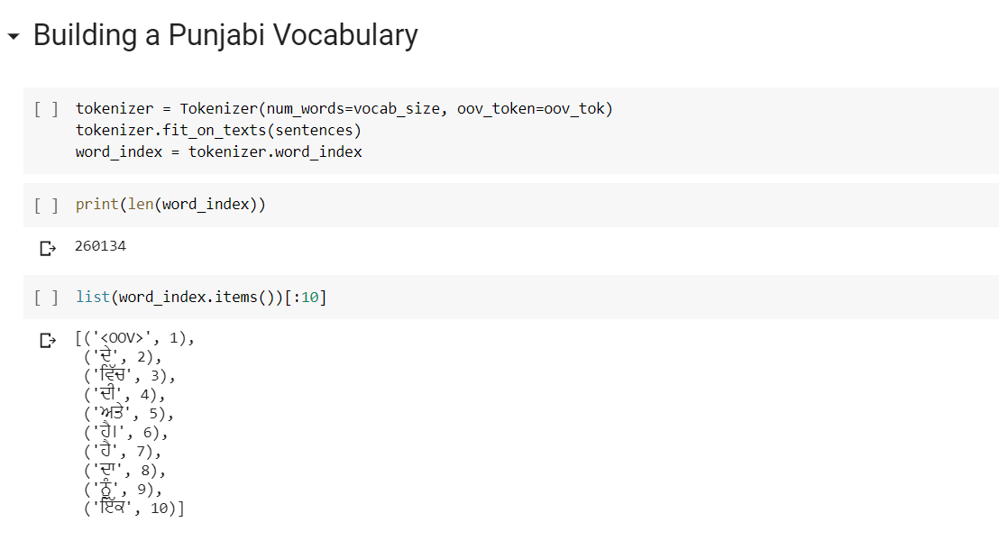 Building a Punjabi Vocabulary
[ ] tokenizer = Tokenizer(num_words=vocab_size, oov_token=oov_tok)
tokenizer.fit_on_texts(sentences)
word_index = tokenizer.word_index
[ ] print(len(word_index))
260134
[ ] list(word_index.items())[:10]
[('<OOV>', 1),
('ਦੇ', 2),
('ਵਿੱਚ', 3),
('ਦੀ', 4),
('ਅਤੇ', 5),
('ਹੈ।', 6),
('ਹੈ', 7),
('ਦਾ', 8),
('ਨੂੰ', 9),
('ਇੱਕ', 10)]